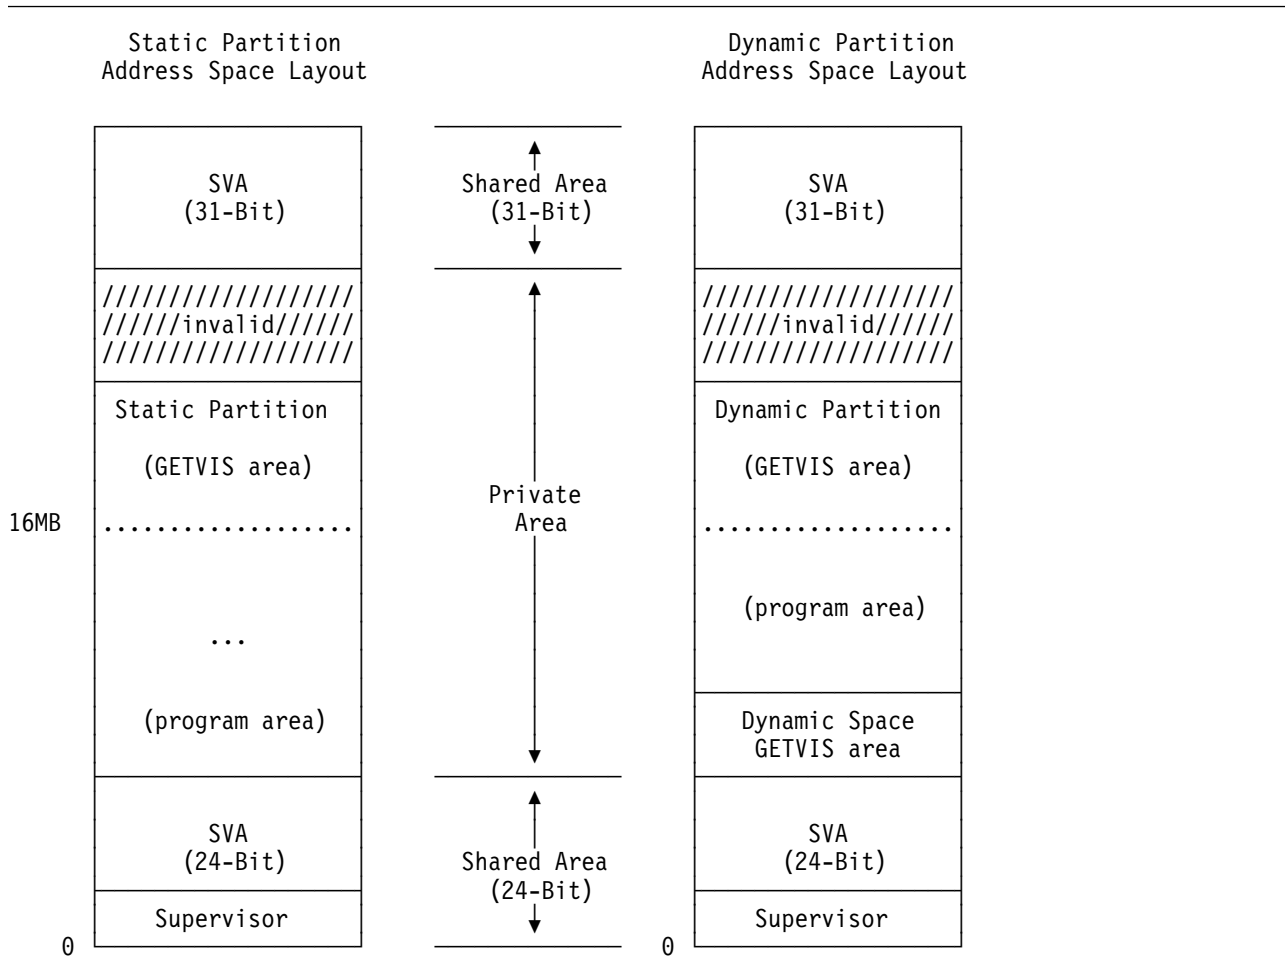 Static Partition
Address Space Layout
Dynamic Partition
Address Space Layout
SVA
(31-Bit)
///////////////////
//////invalid//////
///////////////////
Static Partition
(GETVIS area)
16MB
...................
...
(program area)
SVA
(24-Bit)
Supervisor
0
Shared Area
(31-Bit)
Private
Area
Shared Area
(24-Bit)
SVA
(31-Bit)
///////////////////
//////invalid//////
///////////////////
Dynamic Partition
(GETVIS area)
...................
(program area)
Dynamic Space
GETVIS area
SVA
(24-Bit)
Supervisor
0